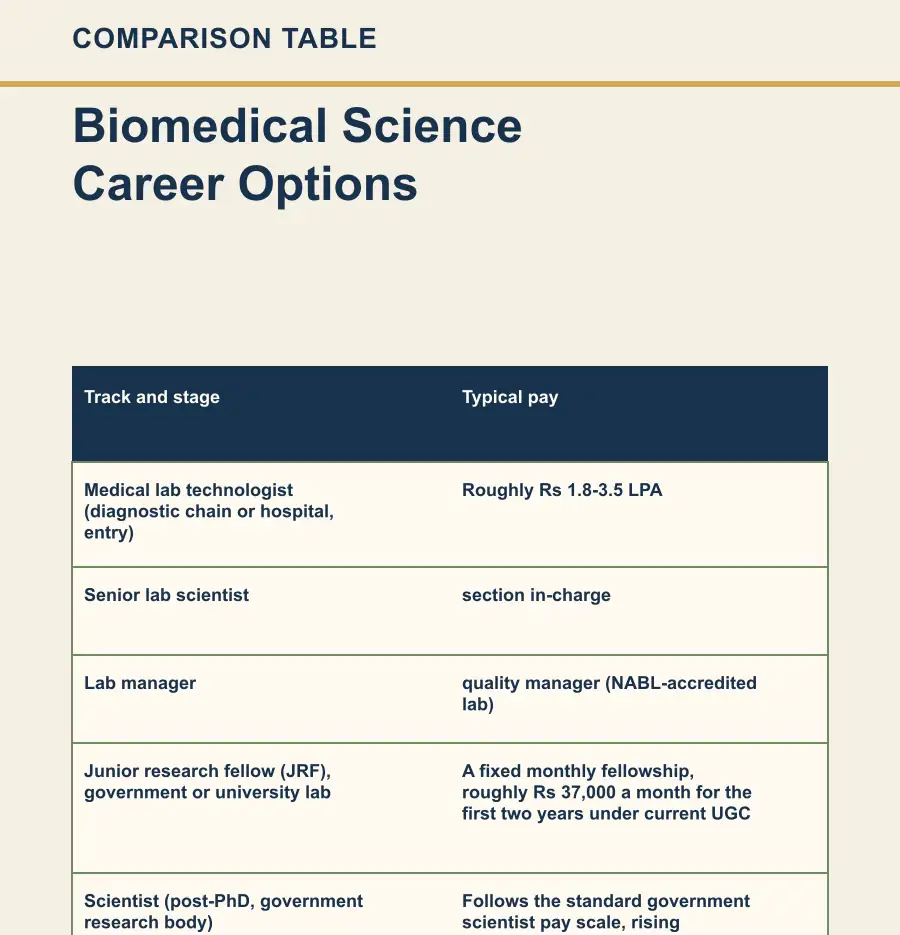 COMPARISON TABLE
Biomedical Science
Career Options
Track and stage
Typical pay
Medical lab technologist
(diagnostic chain or hospital,
entry)
Roughly Rs 1.8-3.5 LPA
Senior lab scientist
section in-charge
Lab manager
quality manager (NABL-accredited
lab)
Junior research fellow (JRF),
government or university lab
A fixed monthly fellowship,
roughly Rs 37,000 a month for the
first two years under current UGC
Scientist (post-PhD, government
research body)
Follows the standard government
scientist pay scale, rising